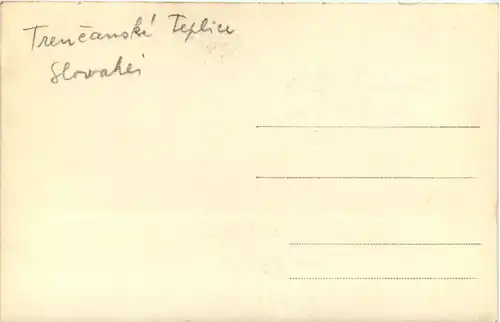 Trenčanské Teplice
Slovakei